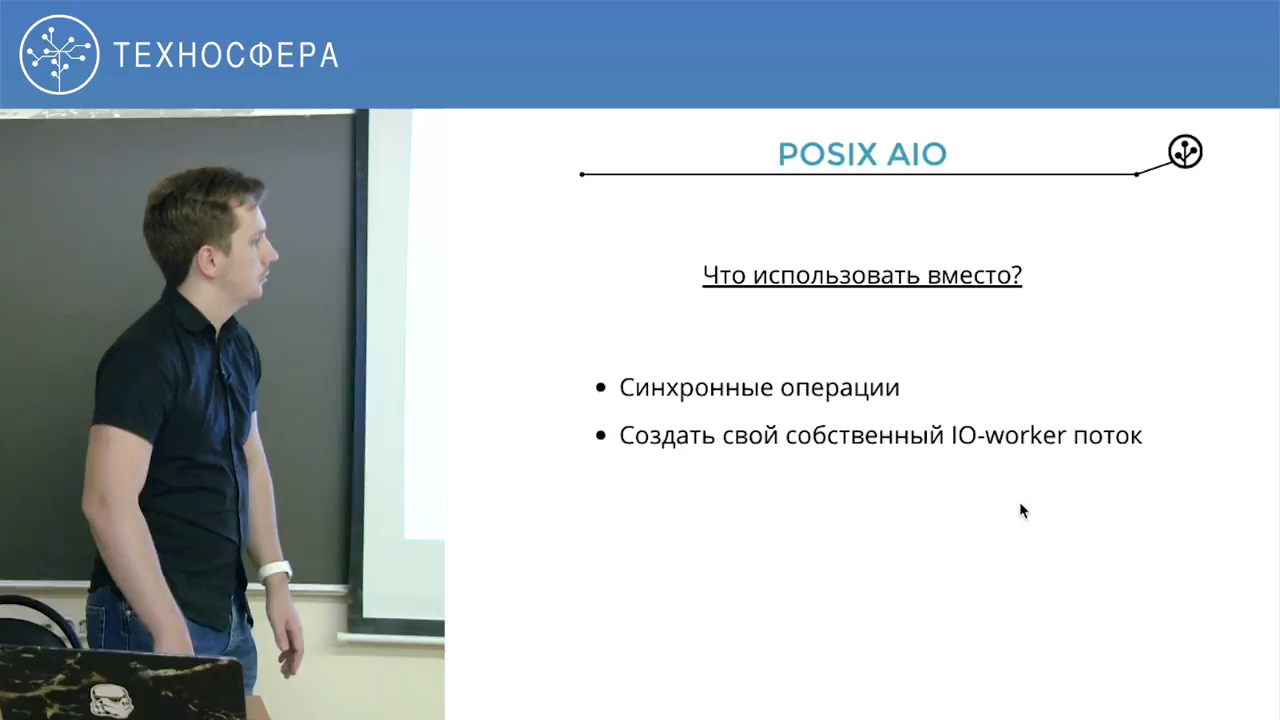 ТЕХНОСФЕРА
POSIX AIO
Что использовать вместо?
• Синхронные операции
• Создать свой собственный IO-worker поток